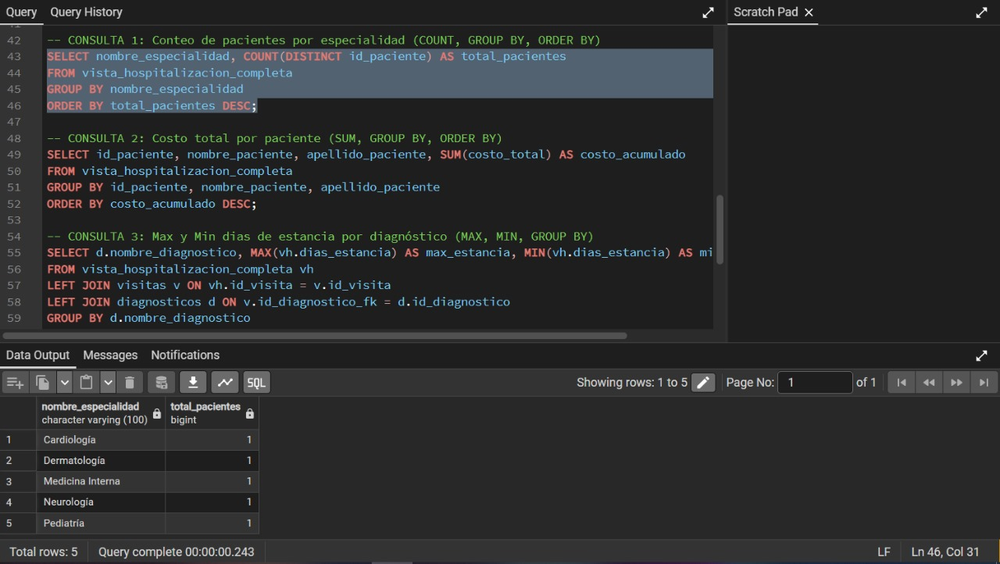 Query Query History
Scratch Pad
42 -- CONSULTA 1: Conteo de pacientes por especialidad (COUNT, GROUP BY, ORDER BY)
43 SELECT nombre_especialidad, COUNT(DISTINCT id_paciente) AS total_pacientes
44 FROM vista_hospitalizacion_completa
45 GROUP BY nombre_especialidad
46 ORDER BY total_pacientes DESC;
47
48 -- CONSULTA 2: Costo total por paciente (SUM, GROUP BY, ORDER BY)
49 SELECT id_paciente, nombre_paciente, apellido_paciente, SUM(costo_total) AS costo_acumulado
50 FROM vista_hospitalizacion_completa
51 GROUP BY id_paciente, nombre_paciente, apellido_paciente
52 ORDER BY costo_acumulado DESC;
53
54 -- CONSULTA 3: Max y Min dias de estancia por diagnóstico (MAX, MIN, GROUP BY)
55 SELECT d.nombre_diagnostico, MAX(vh.dias_estancia) AS max_estancia, MIN(vh.dias_estancia) AS mi
56 FROM vista_hospitalizacion_completa vh
57 LEFT JOIN visitas v ON vh.id_visita = v.id_visita
58 LEFT JOIN diagnosticos d ON v.id_diagnostico_fk = d.id_diagnostico
59 GROUP BY d.nombre_diagnostico
Data Output Messages Notifications
SQL Showing rows: 1 to 5 Page No: 1 of 1
nombre_especialidad total_pacientes
character varying (100) bigint
1 Cardiología 1
2 Dermatología 1
3 Medicina Interna 1
4 Neurología 1
5 Pediatría 1
Total rows: 5 Query complete 00:00:00.243 LF Ln 46, Col 31